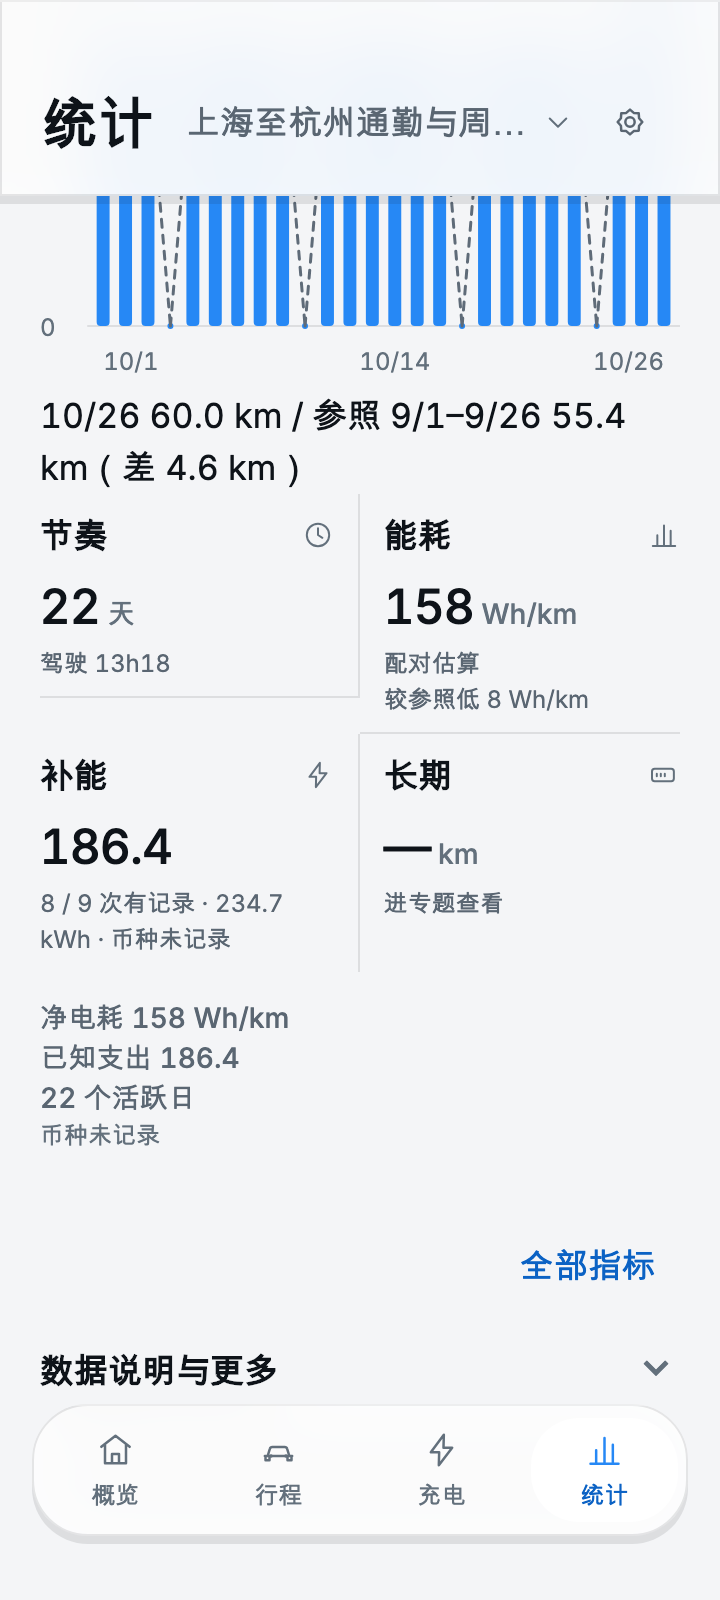 统计
上海至杭州通勤与周...
0
10/1
10/14
10/26
10/26 60.0 km / 参照 9/1–9/26 55.4
km ( 差 4.6 km )
节奏
22 天
驾驶 13h18
能耗
158 Wh/km
配对估算
较参照低 8 Wh/km
补能
186.4
8 / 9 次有记录 · 234.7
kWh · 币种未记录
长期
— km
进专题查看
净电耗 158 Wh/km
已知支出 186.4
22 个活跃日
币种未记录
全部指标
数据说明与更多
概览
行程
充电
统计